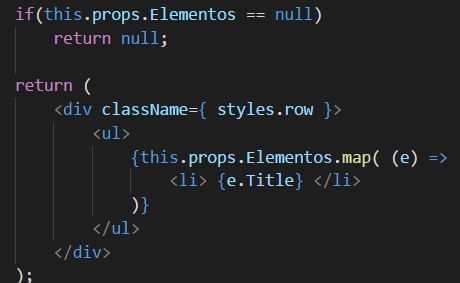 if(this.props.Elementos == null)
    return null;

return (
    <div className={ styles.row }>
        <ul>
            {this.props.Elementos.map( (e) =>
                <li> {e.Title} </li>
            )}
        </ul>
    </div>
);